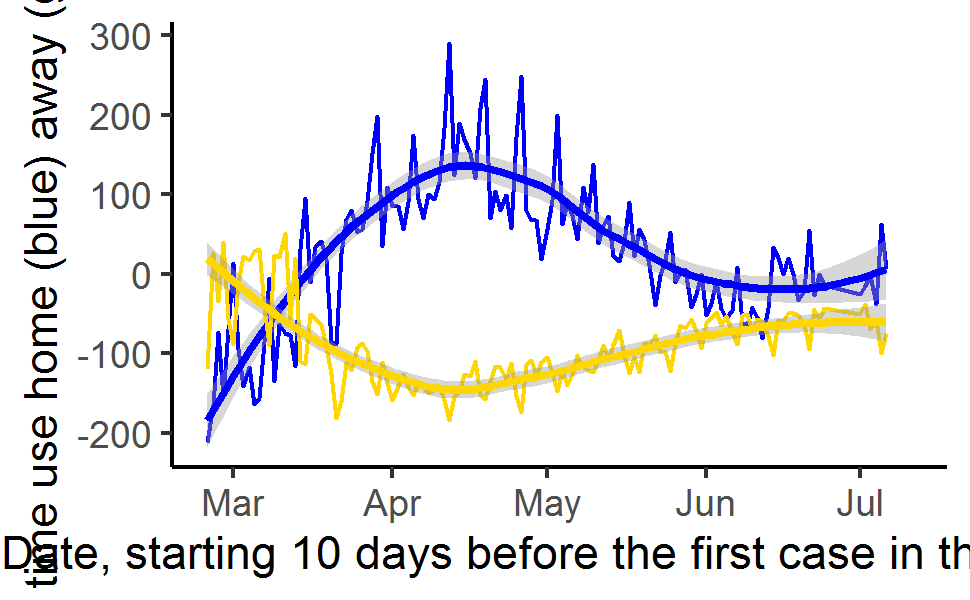 time use home (blue) away (
300
200
100
0
-100
-200
Mar Apr May Jun Jul
Date, starting 10 days before the first case in th